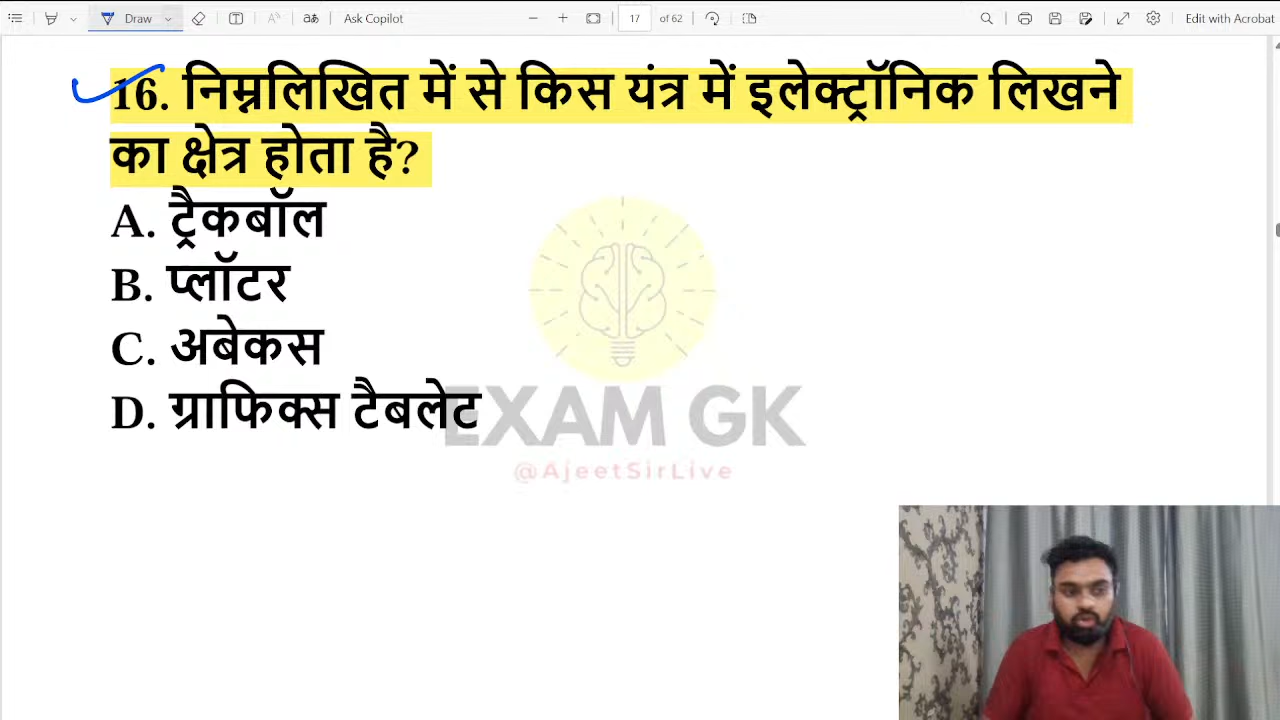 Draw
Ask Copilot
17 of 62
Edit with Acrobat
16. निम्नलिखित में से किस यंत्र में इलेक्ट्रॉनिक लिखने
का क्षेत्र होता है?
A. ट्रैकबॉल
B. प्लॉटर
C. अबेकस
D. ग्राफिक्स टैबलेट
EXAM GK
@AjeetSirLive